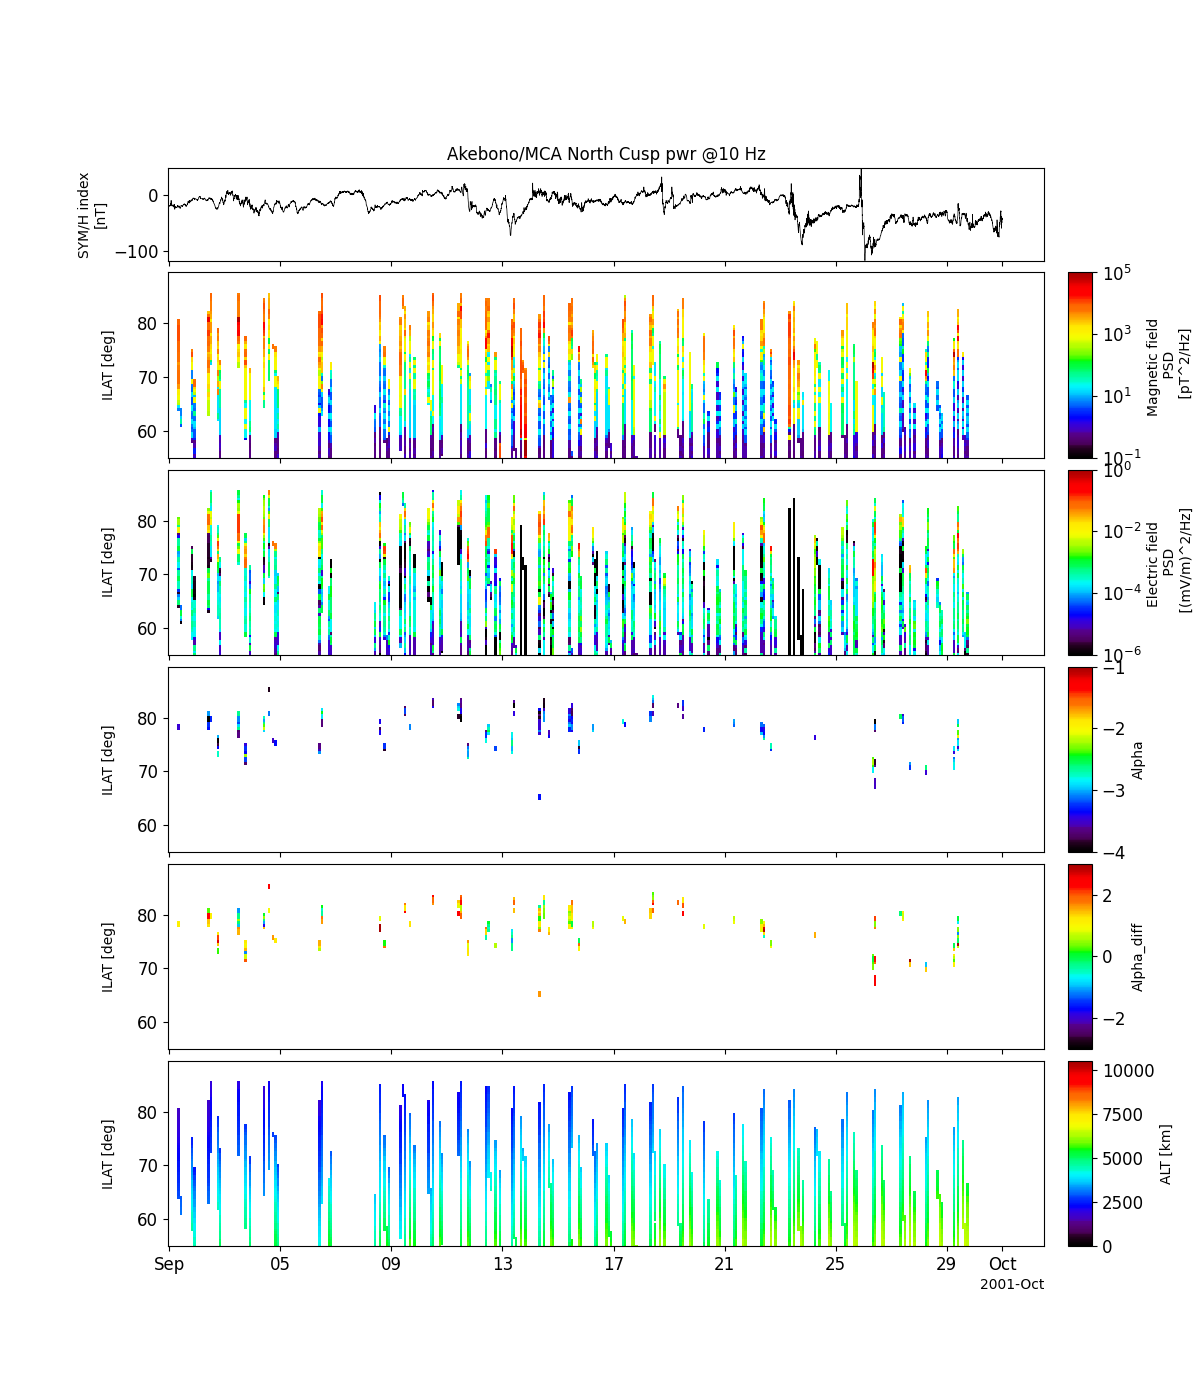 Akebono/MCA North Cusp pwr @10 Hz
SYM/H index
[nT]
0
−100
ILAT [deg]
80
70
60
10^5
10^3
10^1
10^-1
Magnetic field
PSD
[pT^2/Hz]
ILAT [deg]
80
70
60
10^0
10^-2
10^-4
10^-6
Electric field
PSD
[(mV/m)^2/Hz]
ILAT [deg]
80
70
60
−1
−2
−3
−4
Alpha
ILAT [deg]
80
70
60
2
0
−2
Alpha_diff
ILAT [deg]
80
70
60
10000
7500
5000
2500
0
ALT [km]
Sep 05 09 13 17 21 25 29 Oct
2001-Oct